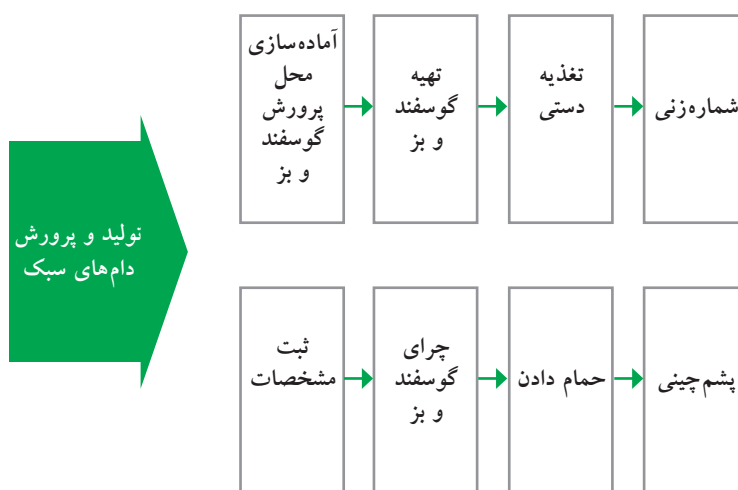 تولید و پرورش
دام‌های سبک
آماده‌سازی
محل
پرورش
گوسفند
و بز
تهیه
گوسفند
و بز
تغذیه
دستی
شماره‌زنی
ثبت
مشخصات
چرای
گوسفند
و بز
حمام دادن
پشم‌چینی